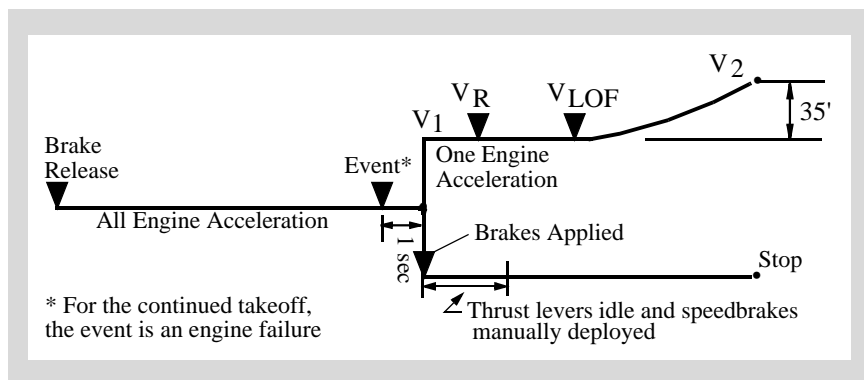 V2
VR
VLOF
35'
V1
Brake
Release
Event*
One Engine
Acceleration
All Engine Acceleration
1 sec
Brakes Applied
Stop
* For the continued takeoff,
the event is an engine failure
Thrust levers idle and speedbrakes
manually deployed